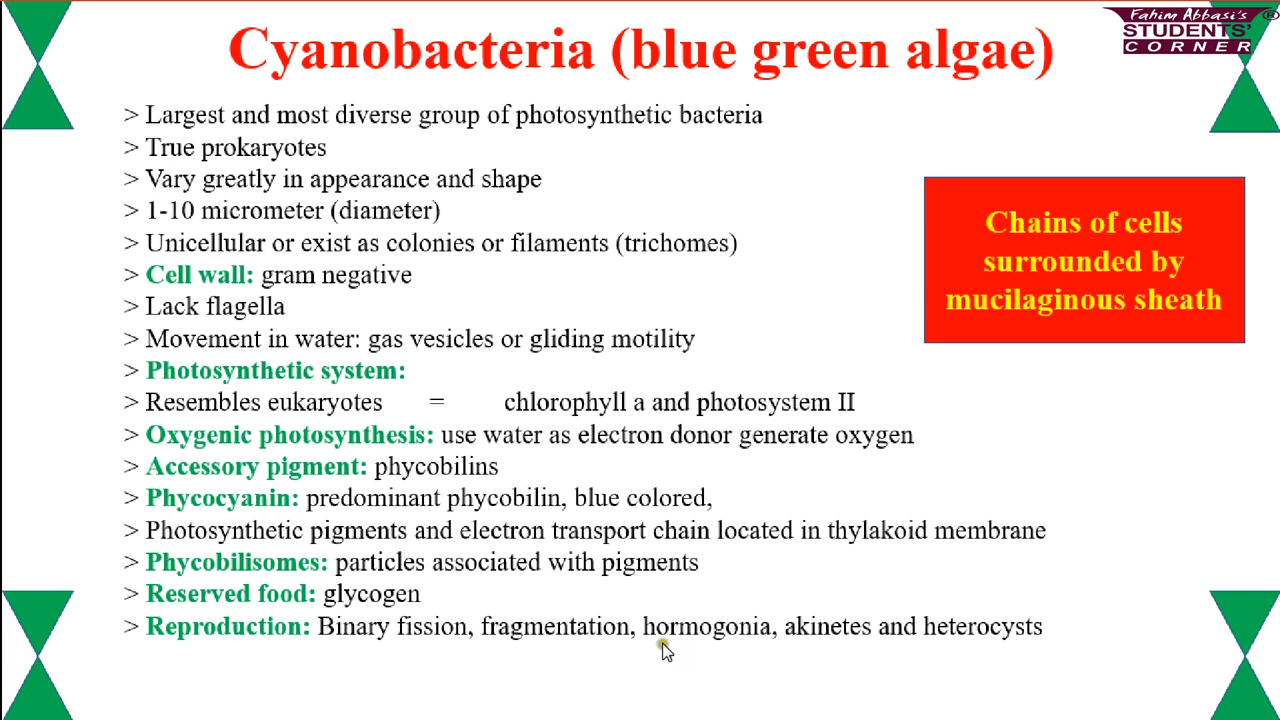 Fahim Abbasi's
STUDENTS'
CORNER
®
Cyanobacteria (blue green algae)
> Largest and most diverse group of photosynthetic bacteria
> True prokaryotes
> Vary greatly in appearance and shape
> 1-10 micrometer (diameter)
> Unicellular or exist as colonies or filaments (trichomes)
> Cell wall: gram negative
> Lack flagella
> Movement in water: gas vesicles or gliding motility
> Photosynthetic system:
> Resembles eukaryotes = chlorophyll a and photosystem II
> Oxygenic photosynthesis: use water as electron donor generate oxygen
> Accessory pigment: phycobilins
> Phycocyanin: predominant phycobilin, blue colored,
> Photosynthetic pigments and electron transport chain located in thylakoid membrane
> Phycobilisomes: particles associated with pigments
> Reserved food: glycogen
> Reproduction: Binary fission, fragmentation, hormogonia, akinetes and heterocysts
Chains of cells
surrounded by
mucilaginous sheath